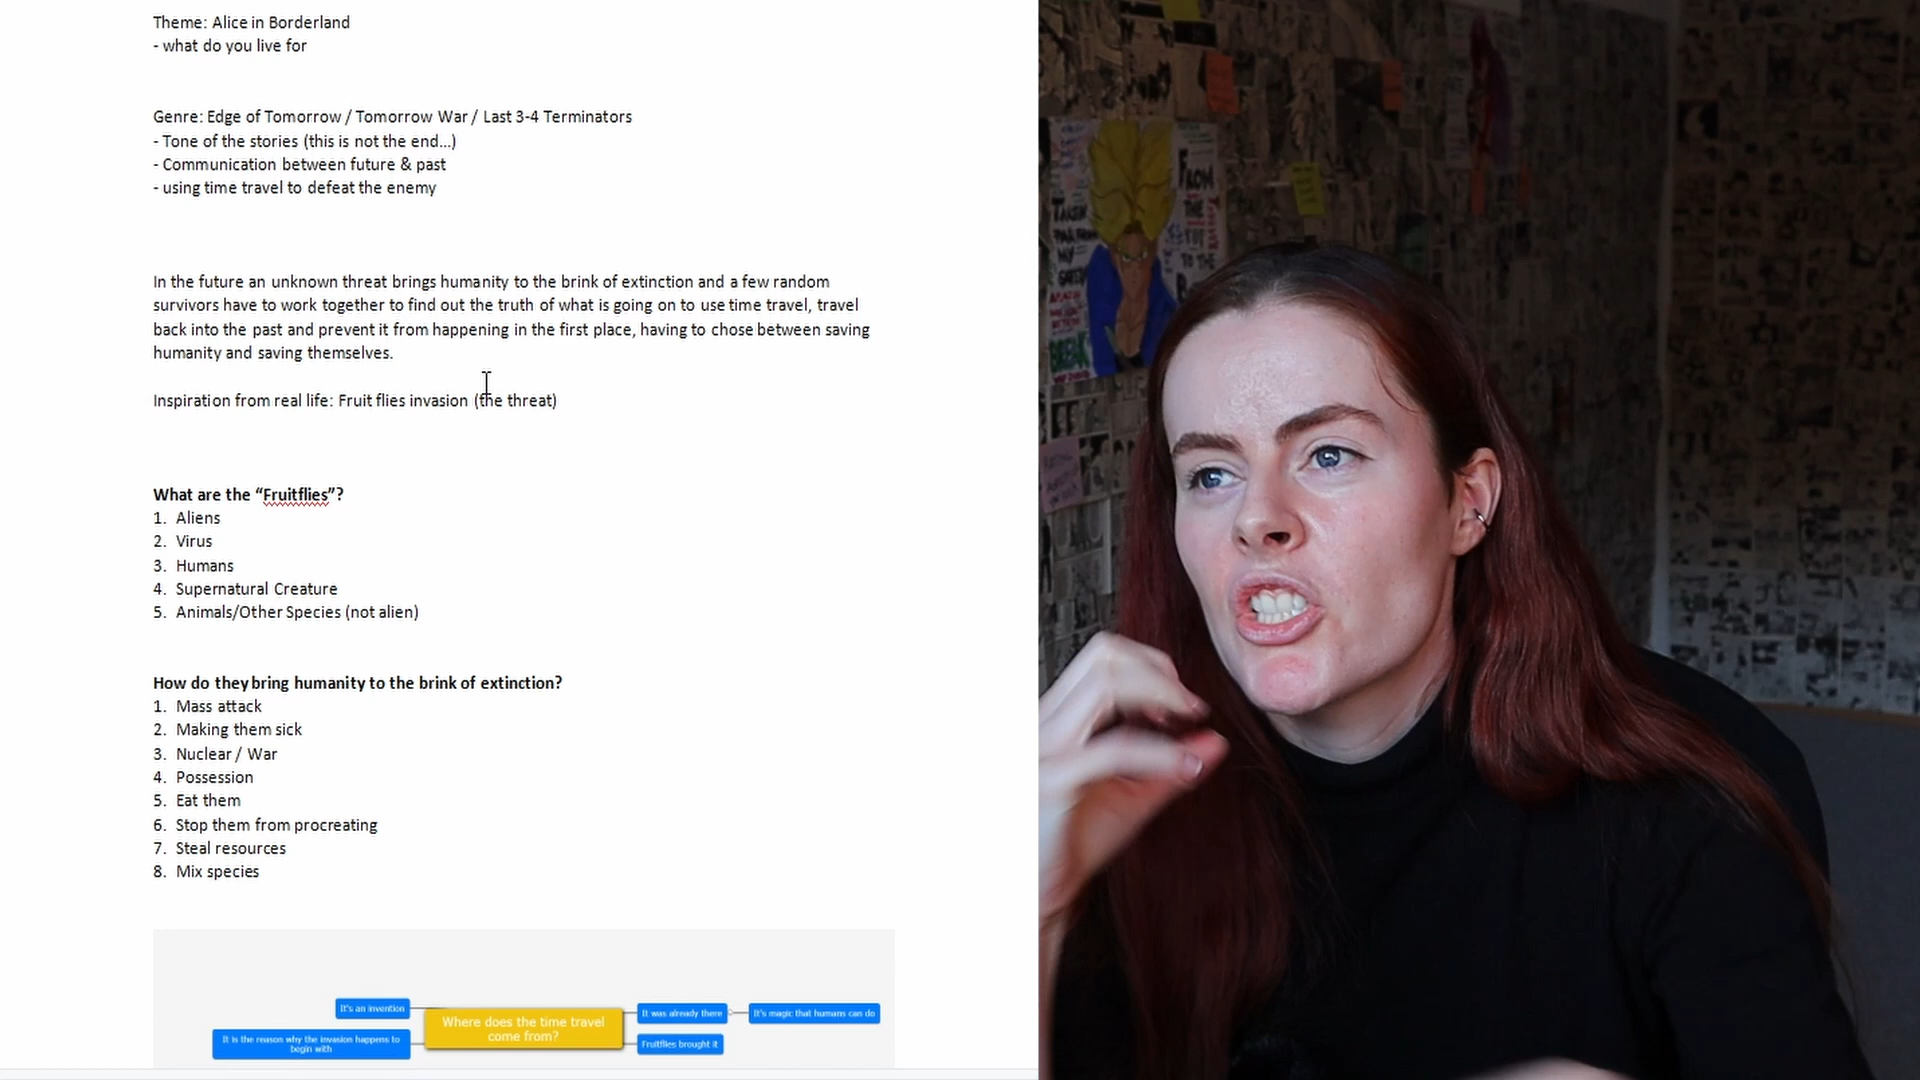 Theme: Alice in Borderland
- what do you live for
Genre: Edge of Tomorrow / Tomorrow War / Last 3-4 Terminators
- Tone of the stories (this is not the end...)
- Communication between future & past
- using time travel to defeat the enemy
In the future an unknown threat brings humanity to the brink of extinction and a few random
survivors have to work together to find out the truth of what is going on to use time travel, travel
back into the past and prevent it from happening in the first place, having to chose between saving
humanity and saving themselves.
Inspiration from real life: Fruit flies invasion (the threat)
What are the “Fruitflies”?
1. Aliens
2. Virus
3. Humans
4. Supernatural Creature
5. Animals/Other Species (not alien)
How do they bring humanity to the brink of extinction?
1. Mass attack
2. Making them sick
3. Nuclear / War
4. Possession
5. Eat them
6. Stop them from procreating
7. Steal resources
8. Mix species
It's an invention
It is the reason why the invasion happens to
begin with
Where does the time travel
come from?
It was already there
It's magic that humans can do
Fruitflies brought it
TAKEN
FROM
THE
TO THE